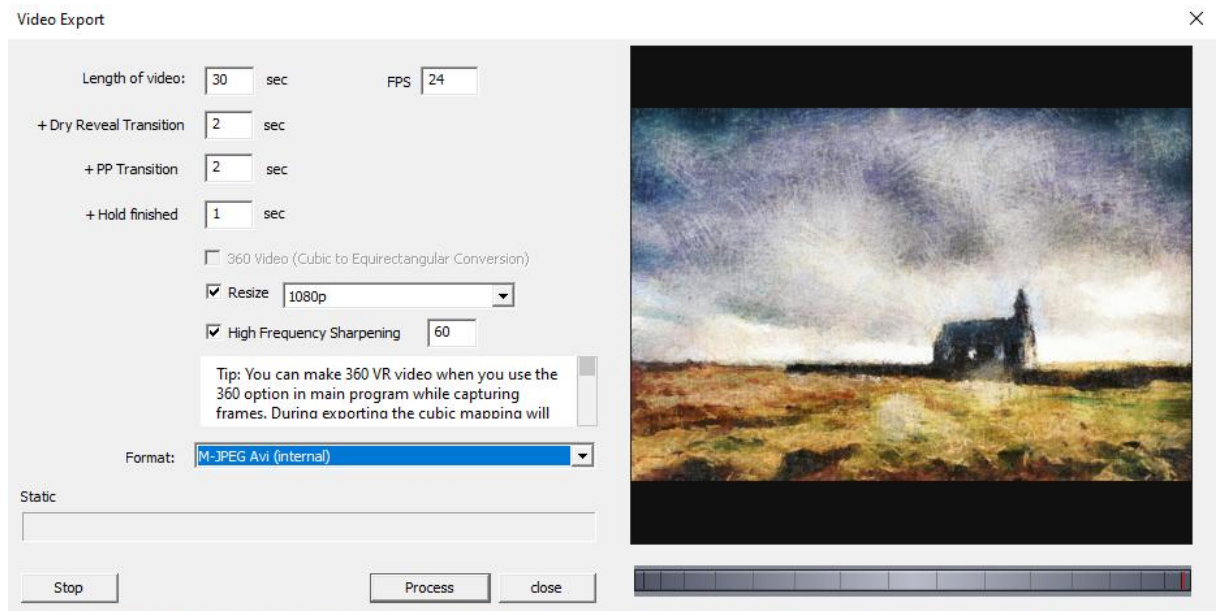 Video Export
Length of video: 30 sec FPS 24
+ Dry Reveal Transition 2 sec
+ PP Transition 2 sec
+ Hold finished 1 sec
360 Video (Cubic to Equirectangular Conversion)
Resize 1080p
High Frequency Sharpening 60
Tip: You can make 360 VR video when you use the
360 option in main program while capturing
frames. During exporting the cubic mapping will
Format: M-JPEG Avi (internal)
Static
Stop Process close